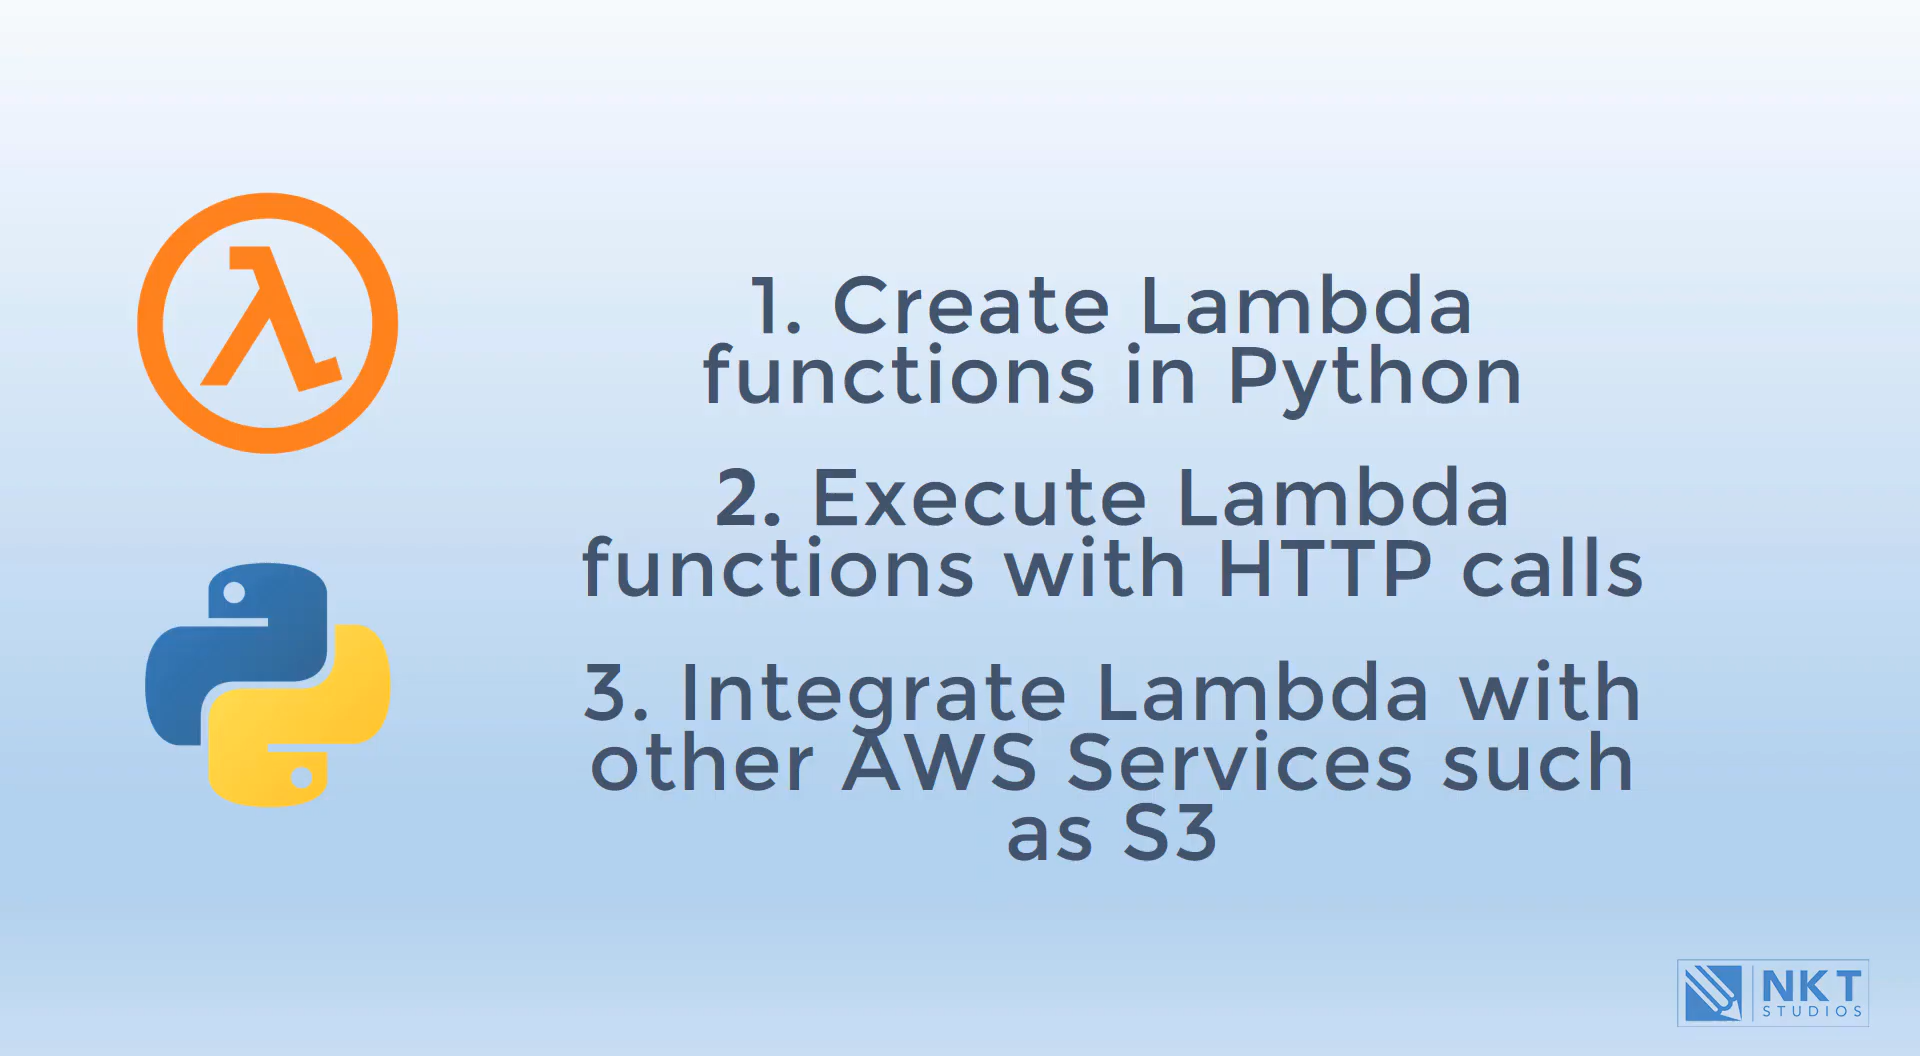 1. Create Lambda
functions in Python
2. Execute Lambda
functions with HTTP calls
3. Integrate Lambda with
other AWS Services such
as S3
NKT
STUDIOS